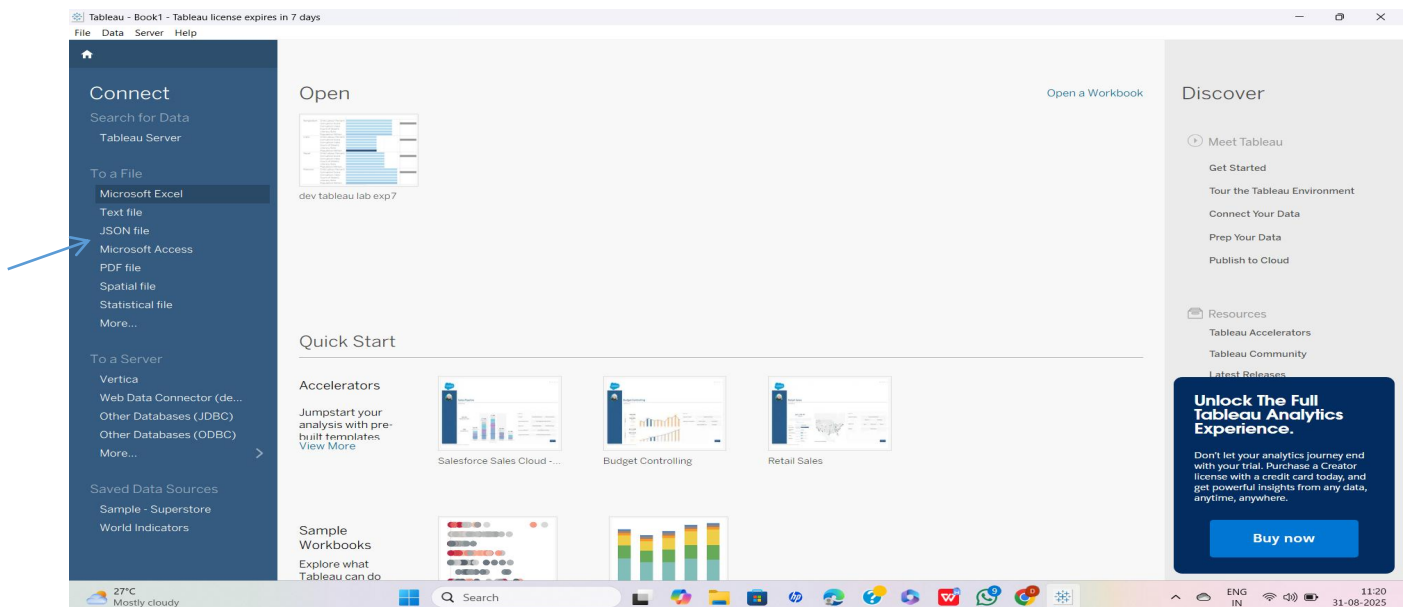 Tableau - Book1 - Tableau license expires in 7 days
File Data Server Help
Connect
Search for Data
Tableau Server
To a File
Microsoft Excel
Text file
JSON file
Microsoft Access
PDF file
Spatial file
Statistical file
More...
To a Server
Vertica
Web Data Connector (de...
Other Databases (JDBC)
Other Databases (ODBC)
More...
Saved Data Sources
Sample - Superstore
World Indicators
Open
Open a Workbook
dev tableau lab exp7
Quick Start
Accelerators
Jumpstart your
analysis with pre-
built templates
View More
Salesforce Sales Cloud -...
Budget Controlling
Retail Sales
Sample
Workbooks
Explore what
Tableau can do
Discover
Meet Tableau
Get Started
Tour the Tableau Environment
Connect Your Data
Prep Your Data
Publish to Cloud
Resources
Tableau Accelerators
Tableau Community
Latest Releases
Unlock The Full
Tableau Analytics
Experience.
Don't let your analytics journey end
with your trial. Purchase a Creator
license with a credit card today, and
get powerful insights from any data,
anytime, anywhere.
Buy now
27°C
Mostly cloudy
Search
9
ENG
IN
11:20
31-08-2025